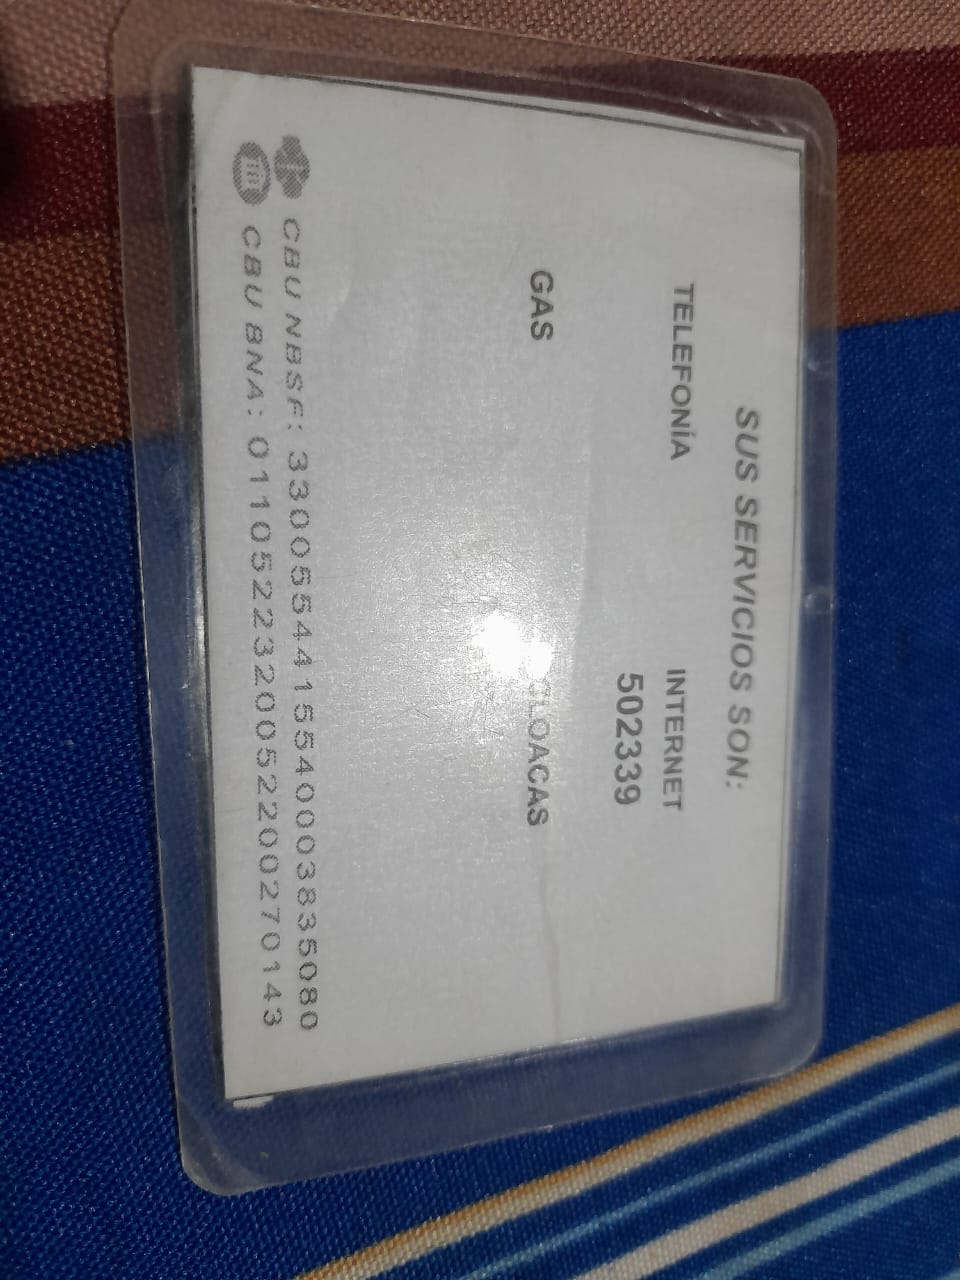 SUS SERVICIOS SON:
TELEFONÍA INTERNET
502339
GAS CLOACAS
CBU NBSF: 3300554415540003835080
CBU BNA: 0110522320052200270143